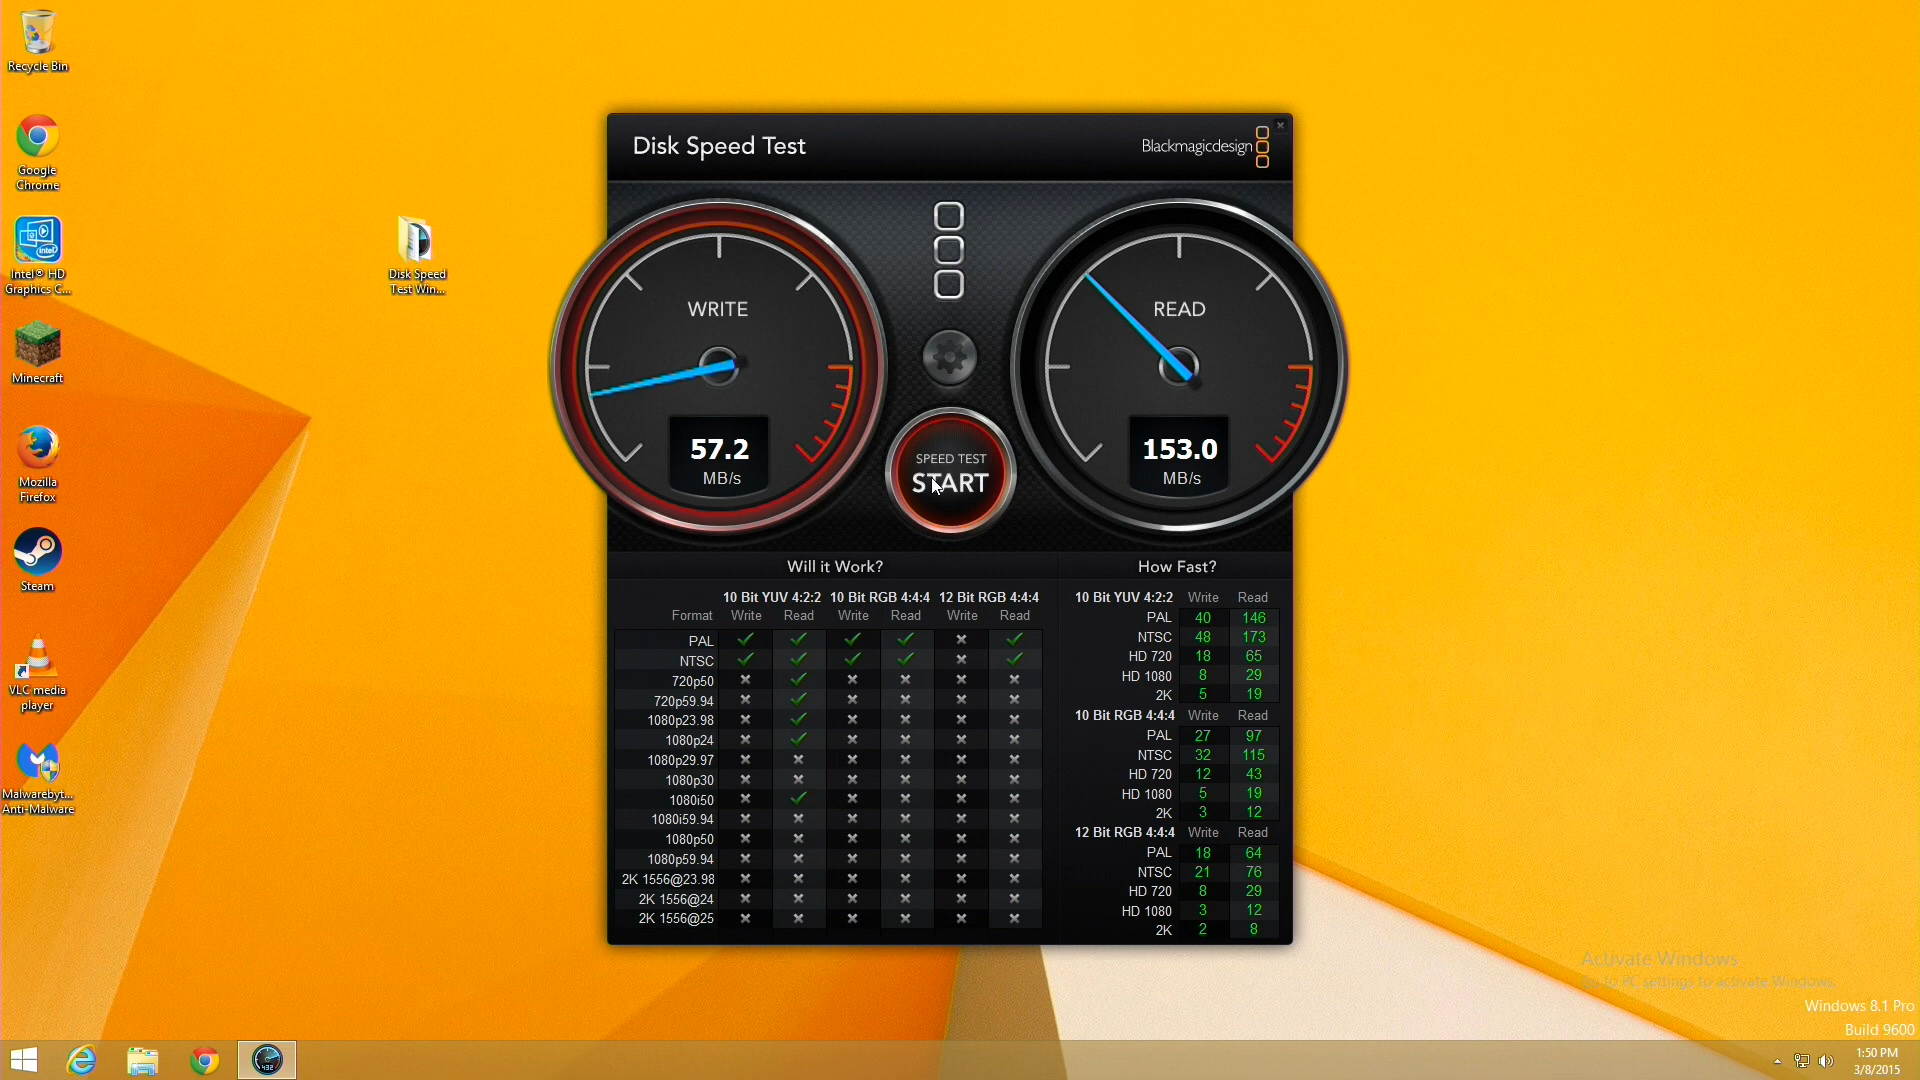 Recycle Bin
Google
Chrome
Intel® HD
Graphics C...
Minecraft
Mozilla
Firefox
Steam
VLC media
player
Malwarebyt...
Anti-Malware
Disk Speed
Test Win...
Disk Speed Test
Blackmagicdesign
WRITE
57.2
MB/s
READ
153.0
MB/s
SPEED TEST
START
Will it Work?
10 Bit YUV 4:2:2 10 Bit RGB 4:4:4 12 Bit RGB 4:4:4
Format Write Read Write Read Write Read
PAL
NTSC
720p50
720p59.94
1080p23.98
1080p24
1080p29.97
1080p30
1080i50
1080i59.94
1080p50
1080p59.94
2K 1556@23.98
2K 1556@24
2K 1556@25
How Fast?
10 Bit YUV 4:2:2 Write Read
PAL 40 146
NTSC 48 173
HD 720 18 65
HD 1080 8 29
2K 5 19
10 Bit RGB 4:4:4 Write Read
PAL 27 97
NTSC 32 115
HD 720 12 43
HD 1080 5 19
2K 3 12
12 Bit RGB 4:4:4 Write Read
PAL 18 64
NTSC 21 76
HD 720 8 29
HD 1080 3 12
2K 2 8
Activate Windows
Go to PC settings to activate Windows.
Windows 8.1 Pro
Build 9600
1:50 PM
3/8/2015